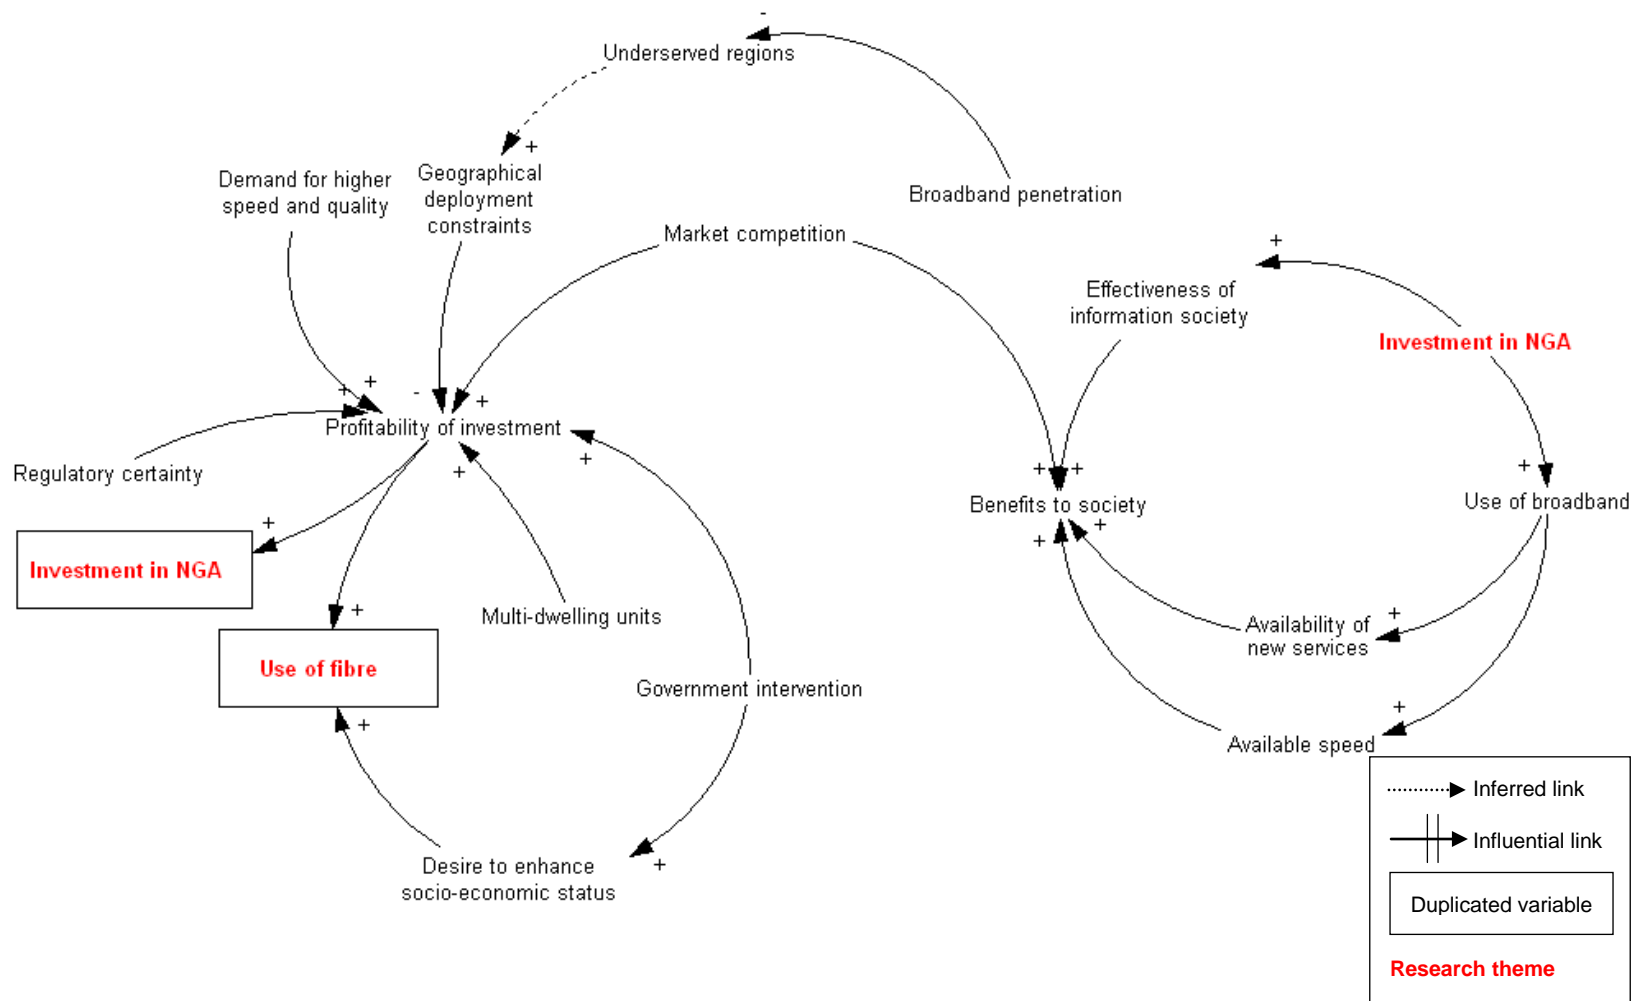 -
Underserved regions
+
Geographical
deployment
constraints
Demand for higher
speed and quality
Broadband penetration
Market competition
+
Effectiveness of
information society
Investment in NGA
+
+
-
+
Profitability of investment
+
+
Regulatory certainty
+
+
+
Benefits to society
+
+
+
Use of broadband
+
Investment in NGA
+
Use of fibre
+
Multi-dwelling units
+
Availability of
new services
Government intervention
+
Available speed
Desire to enhance
socio-economic status
+
Inferred link
Influential link
Duplicated variable
Research theme